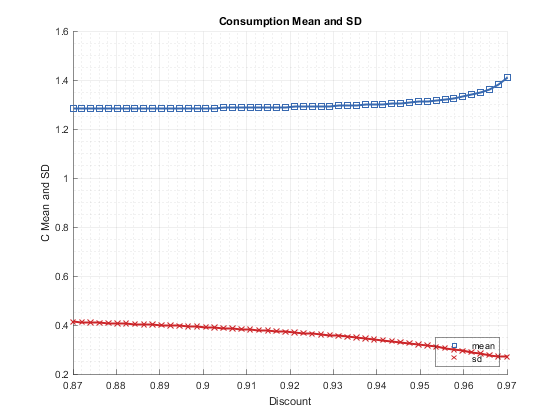 Consumption Mean and SD
C Mean and SD
1.6
1.4
1.2
1
0.8
0.6
0.4
0.2
mean
sd
0.87 0.88 0.89 0.9 0.91 0.92 0.93 0.94 0.95 0.96 0.97
Discount